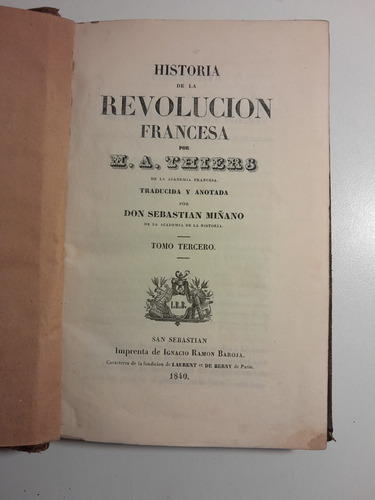 HISTORIA
DE LA
REVOLUCION
FRANCESA
POR
M. A. THIERS
DE LA ACADEMIA FRANCESA.
TRADUCIDA Y ANOTADA
POR
DON SEBASTIAN MIÑANO
DE LA ACADEMIA DE LA HISTORIA.
TOMO TERCERO.
I.R.B.
SAN SEBASTIAN
Imprenta de IGNACIO RAMON BAROJA.
Caracteres de la fundicion de LAURENT et DE BERNY de Paris.
1840.